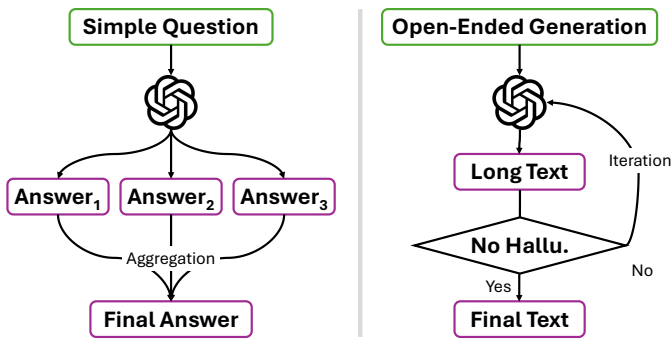 Simple Question
Answer₁
Answer₂
Answer₃
Aggregation
Final Answer
Open-Ended Generation
Long Text
Iteration
No Hallu.
No
Yes
Final Text